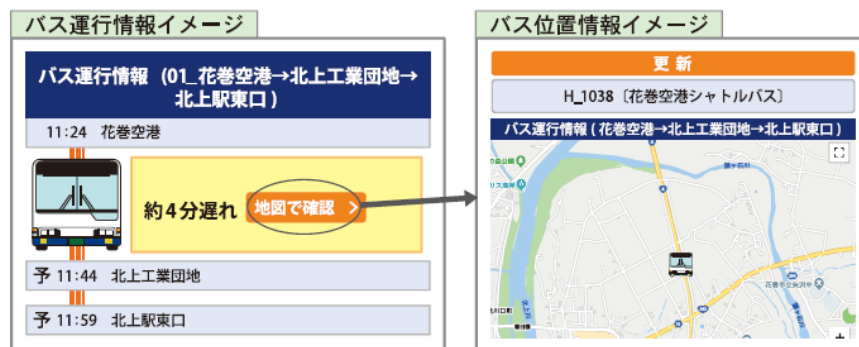 バス運行情報イメージ
バス運行情報 (01_花巻空港→北上工業団地→
北上駅東口)
11:24 花巻空港
約4分遅れ
地図で確認 >
予 11:44 北上工業団地
予 11:59 北上駅東口
バス位置情報イメージ
更新
H_1038〔花巻空港シャトルバス〕
バス運行情報(花巻空港→北上工業団地→北上駅東口)
北上川